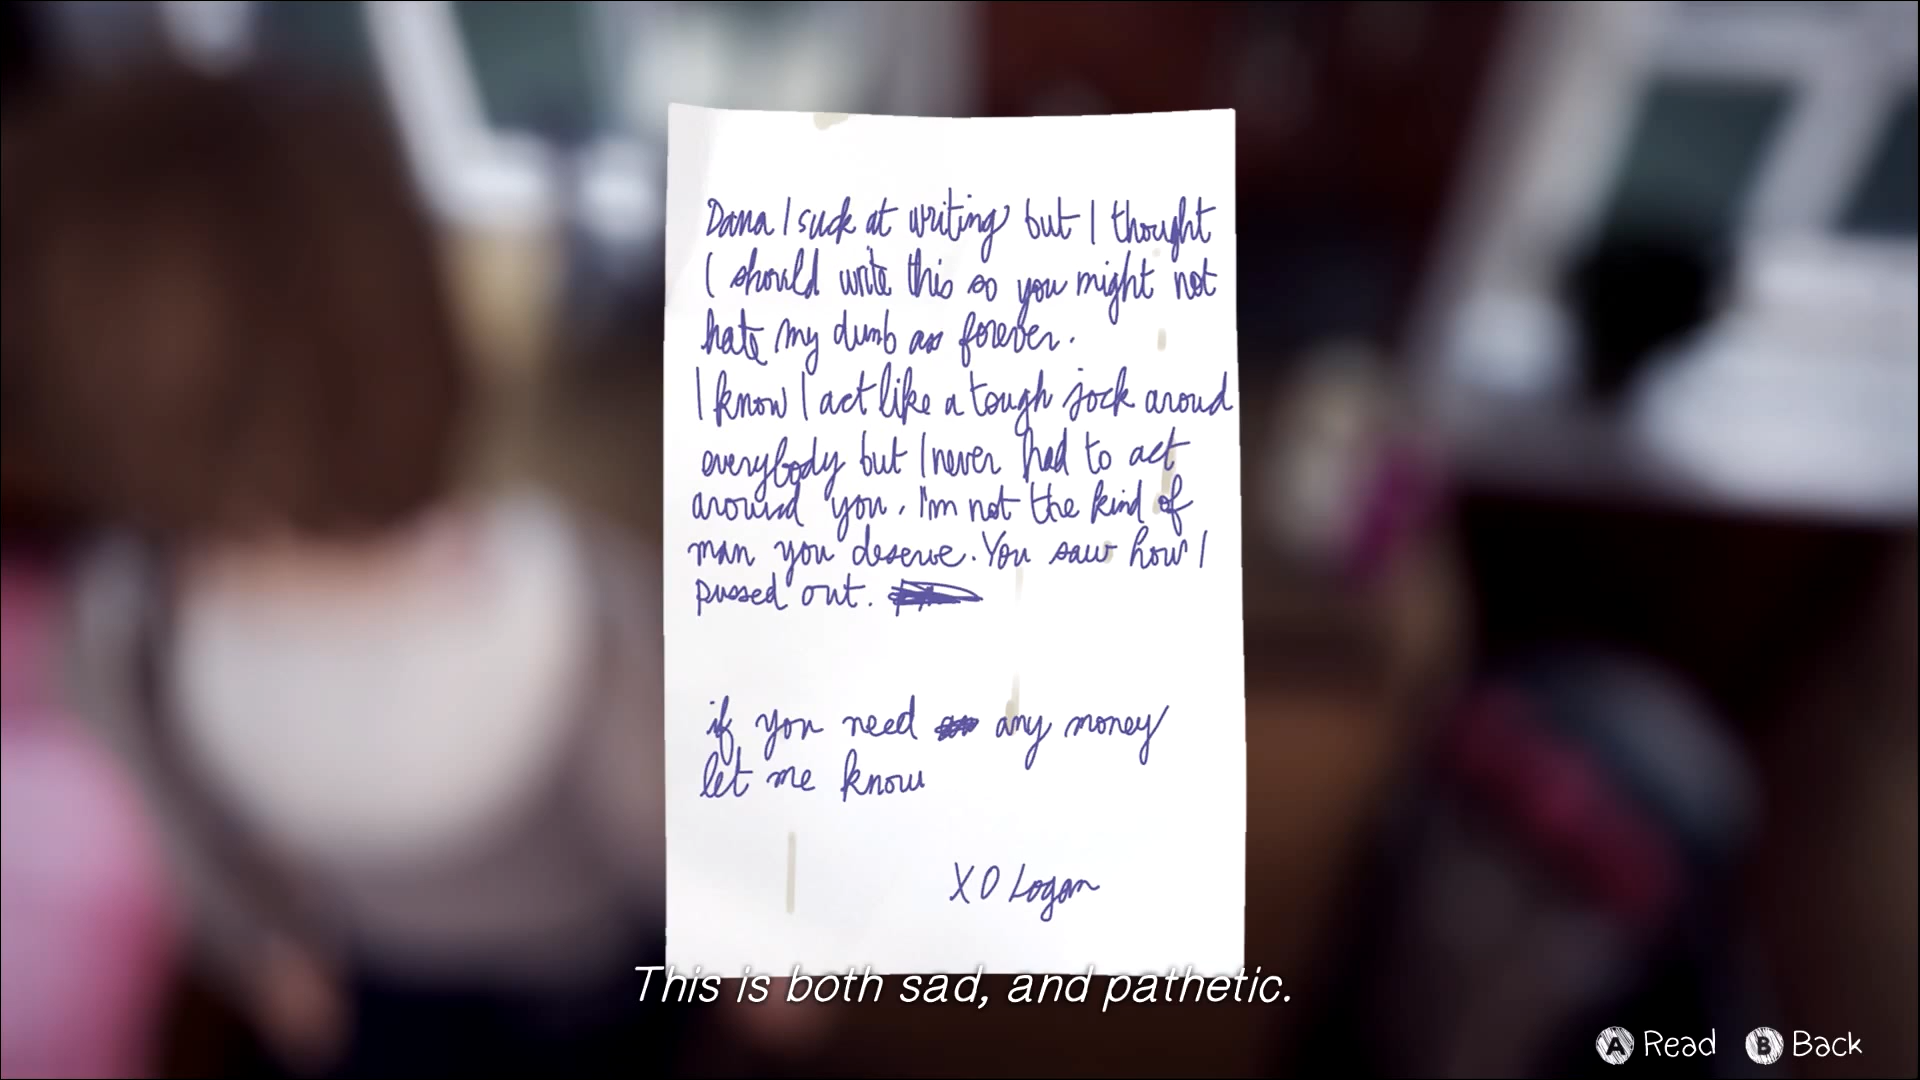 Dana I suck at writing but I thought
I should write this so you might not
hate my dumb ass forever.
I know I act like a tough jock aroud
everybody but I never had to act
around you. I'm not the kind of
man you deserve. You saw how I
pussed out.
if you need any money
let me know
XO Logan
This is both sad, and pathetic.
A Read B Back